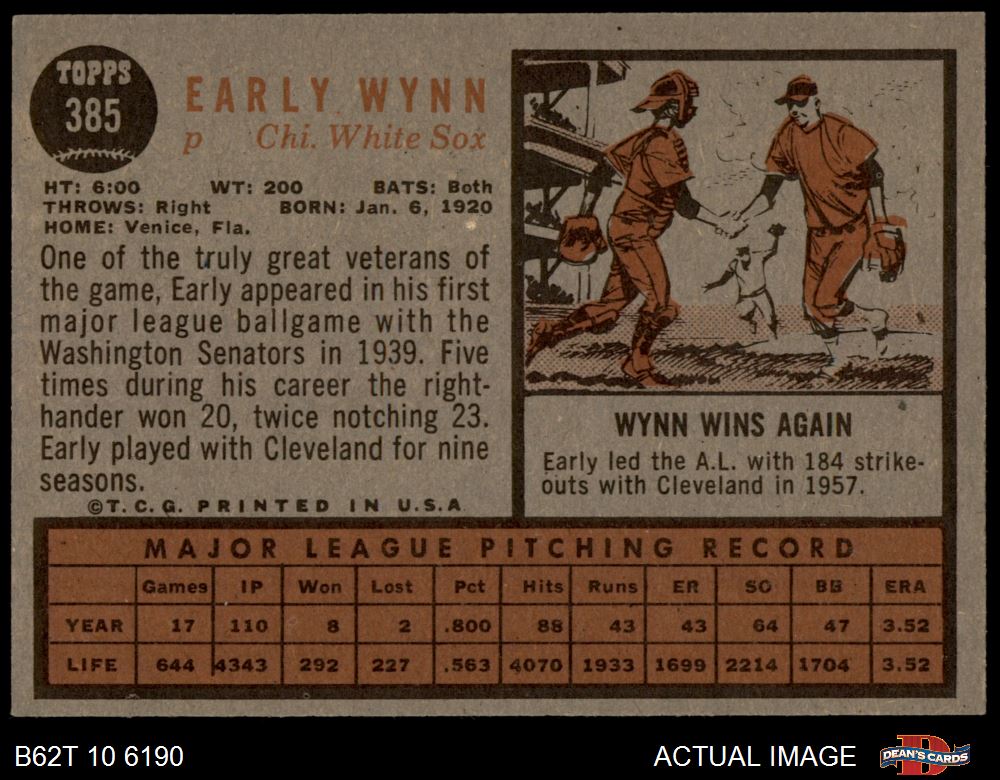 TOPPS
385
EARLY WYNN
p Chi. White Sox
HT: 6:00 WT: 200 BATS: Both
THROWS: Right BORN: Jan. 6, 1920
HOME: Venice, Fla.
One of the truly great veterans of
the game, Early appeared in his first
major league ballgame with the
Washington Senators in 1939. Five
times during his career the right-
hander won 20, twice notching 23.
Early played with Cleveland for nine
seasons.
©T. C. G. PRINTED IN U.S.A
WYNN WINS AGAIN
Early led the A.L. with 184 strike-
outs with Cleveland in 1957.
MAJOR LEAGUE PITCHING RECORD
Games IP Won Lost Pct Hits Runs ER SO BB ERA
YEAR 17 110 8 2 .800 88 43 43 64 47 3.52
LIFE 644 4343 292 227 .563 4070 1933 1699 2214 1704 3.52
B62T 10 6190 ACTUAL IMAGE DEAN'S CARDS